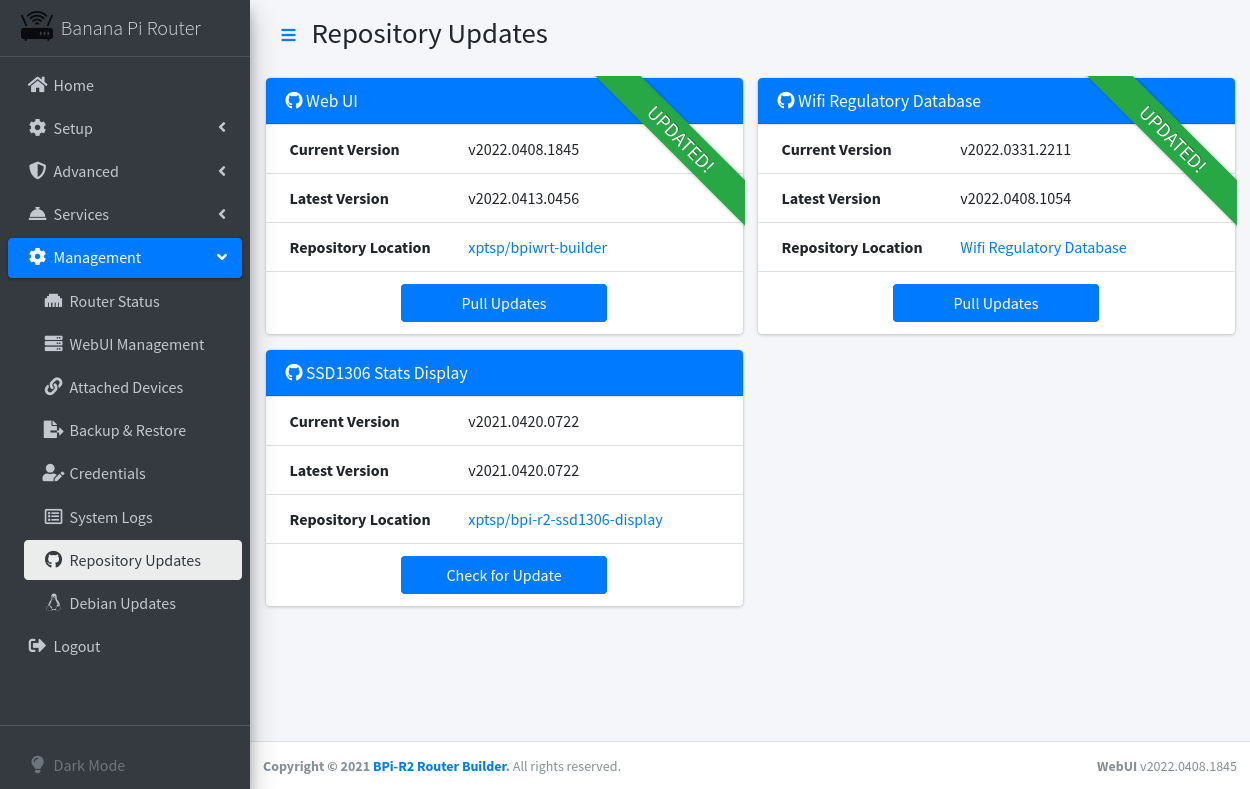 Banana Pi Router
Home
Setup
Advanced
Services
Management
Router Status
WebUI Management
Attached Devices
Backup & Restore
Credentials
System Logs
Repository Updates
Debian Updates
Logout
Dark Mode
Repository Updates
Web UI
UPDATED!
Current Version v2022.0408.1845
Latest Version v2022.0413.0456
Repository Location xptsp/bpiwrt-builder
Pull Updates
Wifi Regulatory Database
UPDATED!
Current Version v2022.0331.2211
Latest Version v2022.0408.1054
Repository Location Wifi Regulatory Database
Pull Updates
SSD1306 Stats Display
Current Version v2021.0420.0722
Latest Version v2021.0420.0722
Repository Location xptsp/bpi-r2-ssd1306-display
Check for Update
Copyright © 2021 BPi-R2 Router Builder. All rights reserved.
WebUI v2022.0408.1845